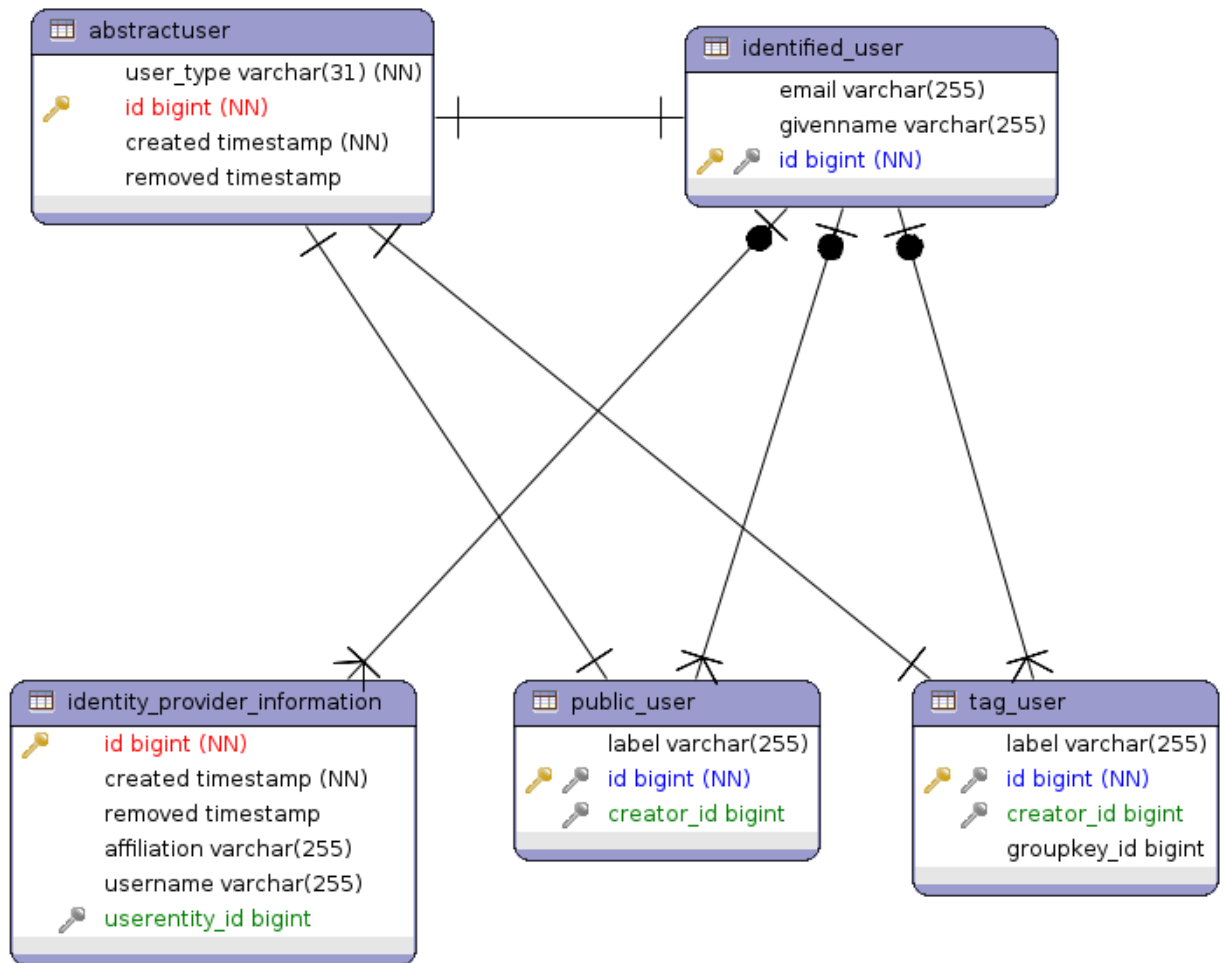 abstractuser
user_type varchar(31) (NN)
id bigint (NN)
created timestamp (NN)
removed timestamp
identified_user
email varchar(255)
givenname varchar(255)
id bigint (NN)
identity_provider_information
id bigint (NN)
created timestamp (NN)
removed timestamp
affiliation varchar(255)
username varchar(255)
userentity_id bigint
public_user
label varchar(255)
id bigint (NN)
creator_id bigint
tag_user
label varchar(255)
id bigint (NN)
creator_id bigint
groupkey_id bigint